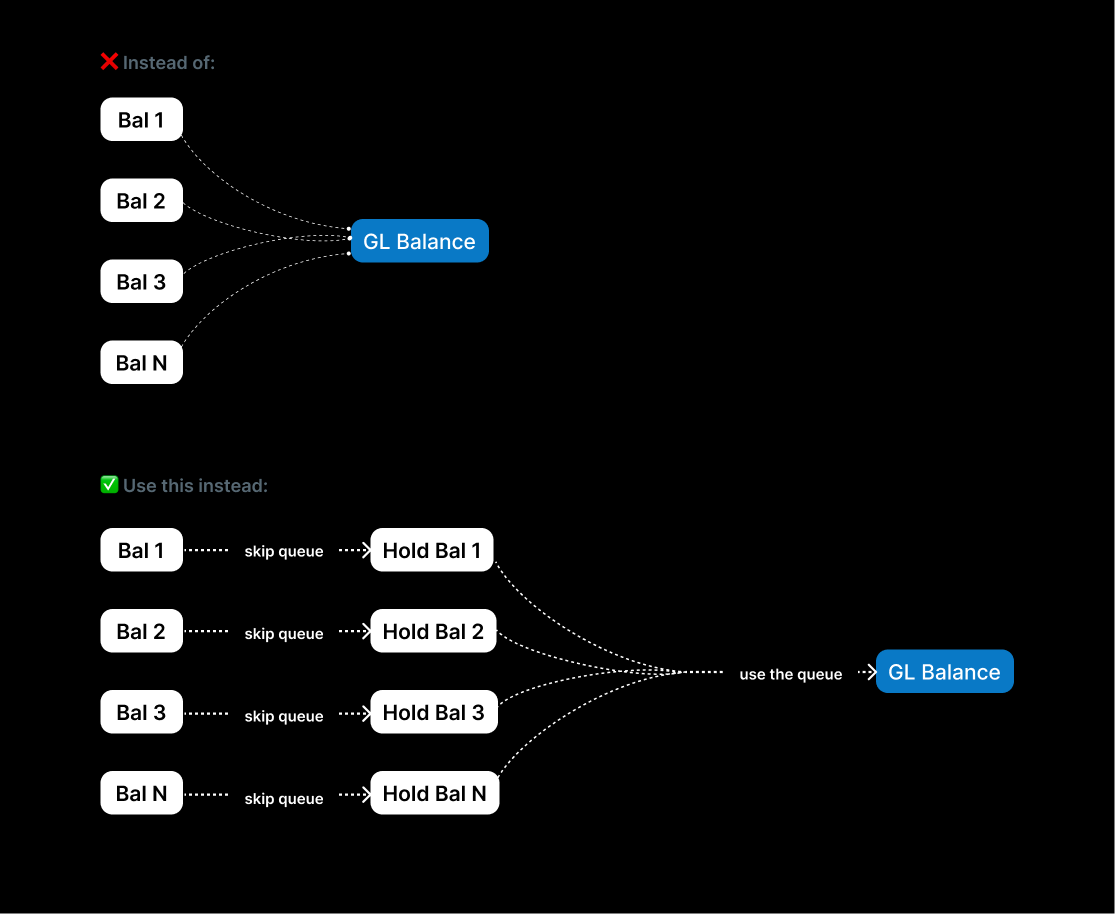 ❌ Instead of:
Bal 1
Bal 2
GL Balance
Bal 3
Bal N
✅ Use this instead:
Bal 1 skip queue Hold Bal 1
Bal 2 skip queue Hold Bal 2
use the queue GL Balance
Bal 3 skip queue Hold Bal 3
Bal N skip queue Hold Bal N